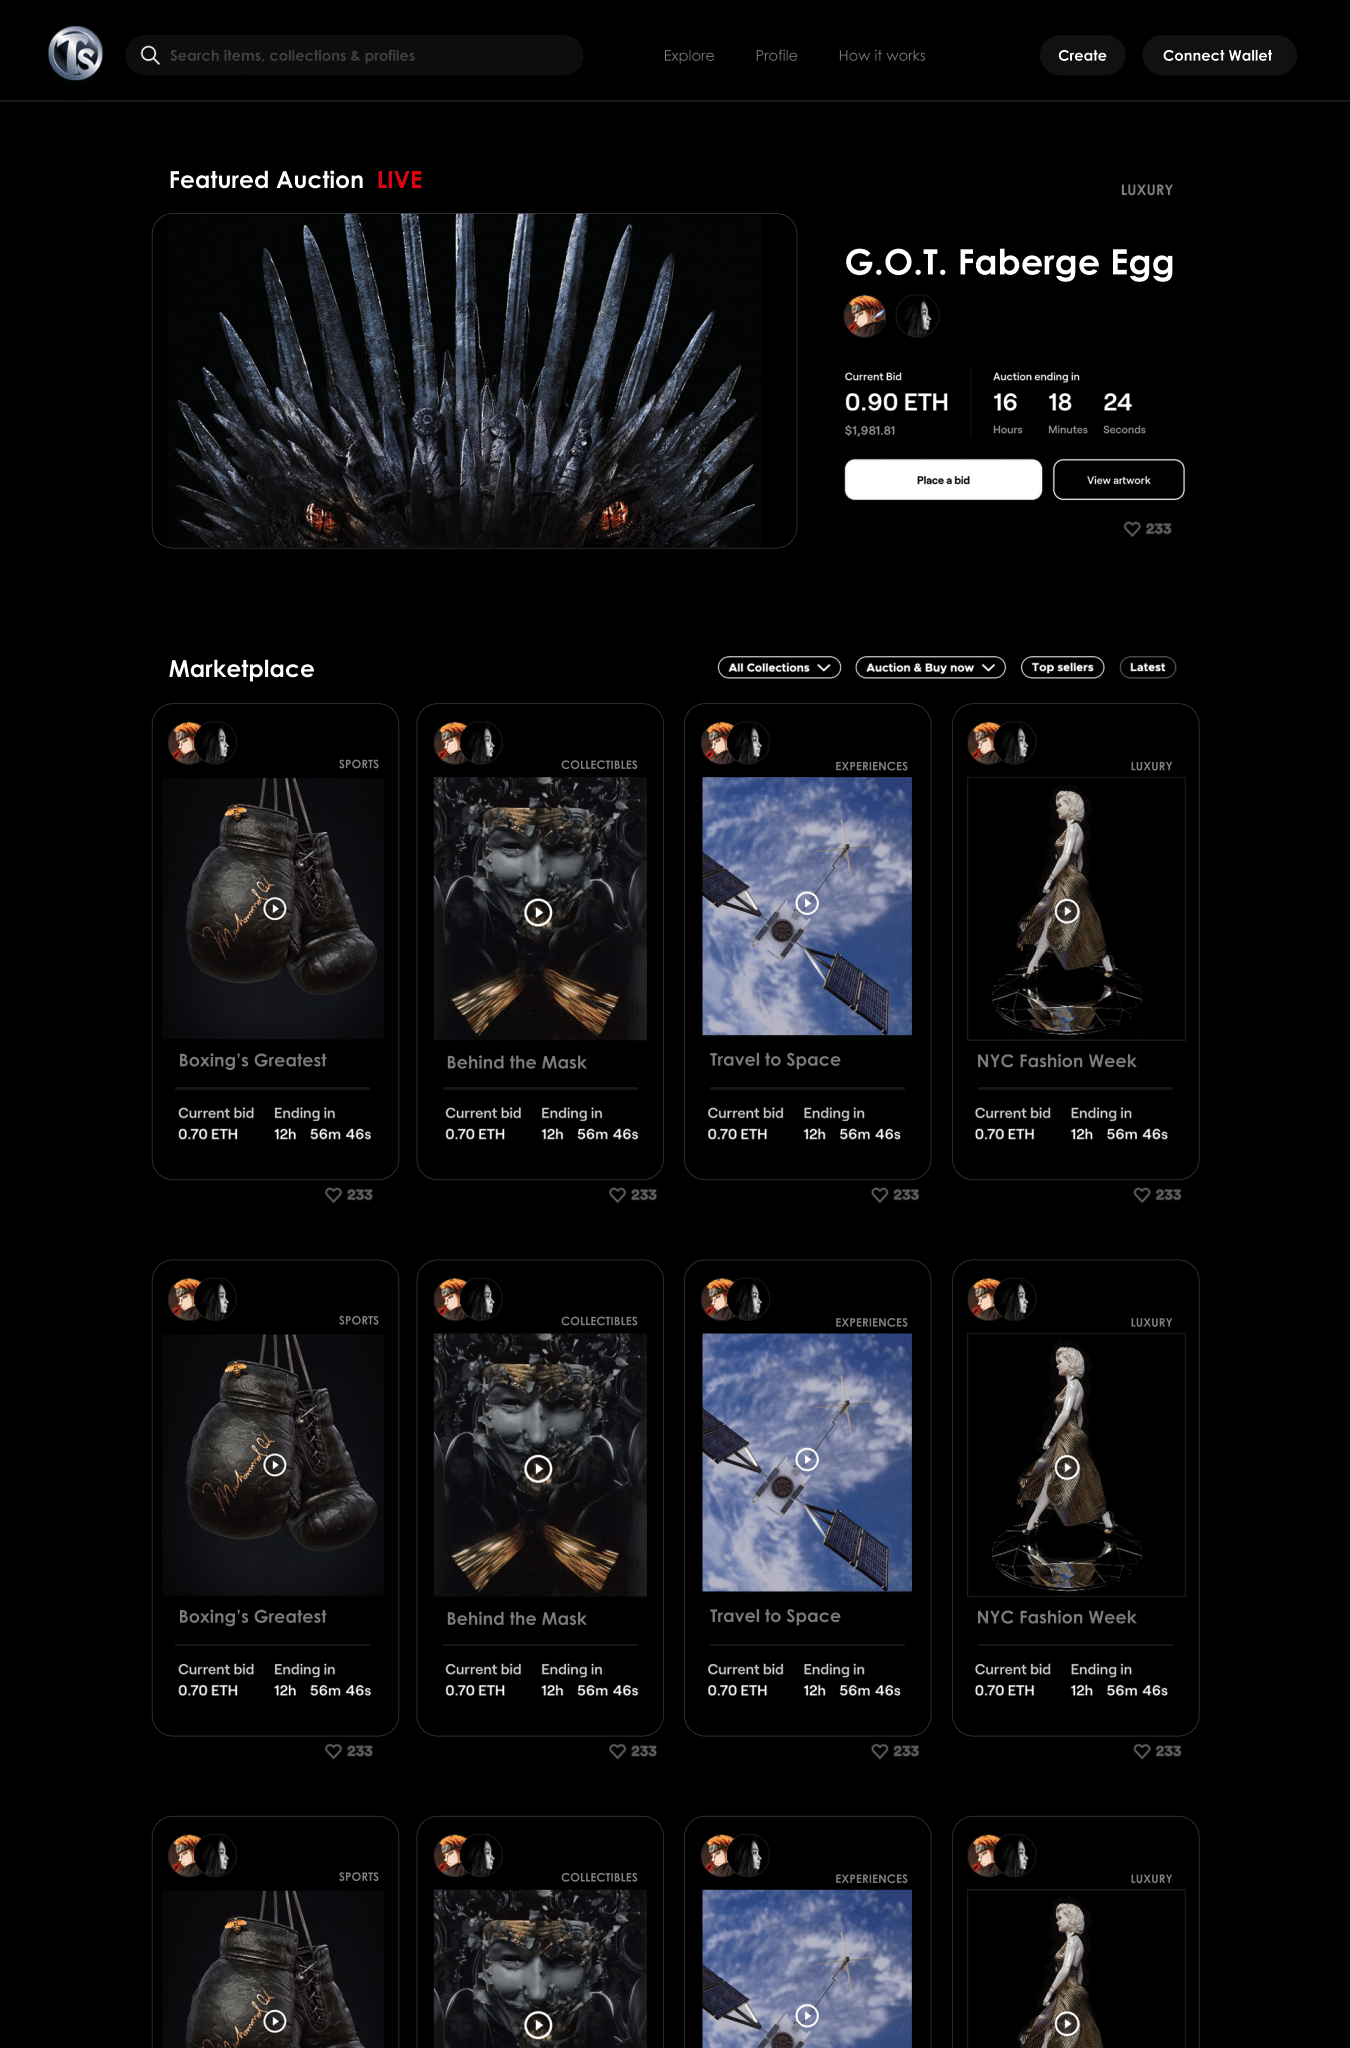 Ts
Search items, collections & profiles
Explore
Profile
How it works
Create
Connect Wallet
Featured Auction LIVE
LUXURY
G.O.T. Faberge Egg
Current Bid
Auction ending in
0.90 ETH
16 18 24
$1,981.81
Hours Minutes Seconds
Place a bid
View artwork
233
Marketplace
All Collections
Auction & Buy now
Top sellers
Latest
SPORTS
COLLECTIBLES
EXPERIENCES
LUXURY
Muhammad Ali
Boxing's Greatest
Behind the Mask
Travel to Space
NYC Fashion Week
Current bid Ending in
0.70 ETH 12h 56m 46s
Current bid Ending in
0.70 ETH 12h 56m 46s
Current bid Ending in
0.70 ETH 12h 56m 46s
Current bid Ending in
0.70 ETH 12h 56m 46s
233
233
233
233
SPORTS
COLLECTIBLES
EXPERIENCES
LUXURY
Muhammad Ali
Boxing's Greatest
Behind the Mask
Travel to Space
NYC Fashion Week
Current bid Ending in
0.70 ETH 12h 56m 46s
Current bid Ending in
0.70 ETH 12h 56m 46s
Current bid Ending in
0.70 ETH 12h 56m 46s
Current bid Ending in
0.70 ETH 12h 56m 46s
233
233
233
233
SPORTS
COLLECTIBLES
EXPERIENCES
LUXURY
Muhammad Ali